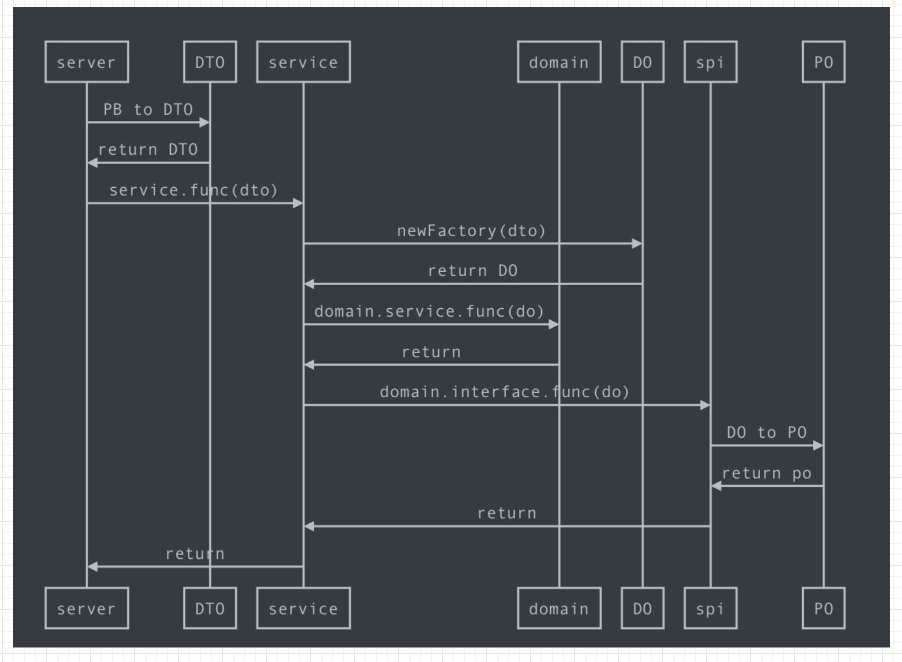 server DTO service domain DO spi PO
PB to DTO
return DTO
service.func(dto)
newFactory(dto)
return DO
domain.service.func(do)
return
domain.interface.func(do)
DO to PO
return po
return
return
server DTO service domain DO spi PO